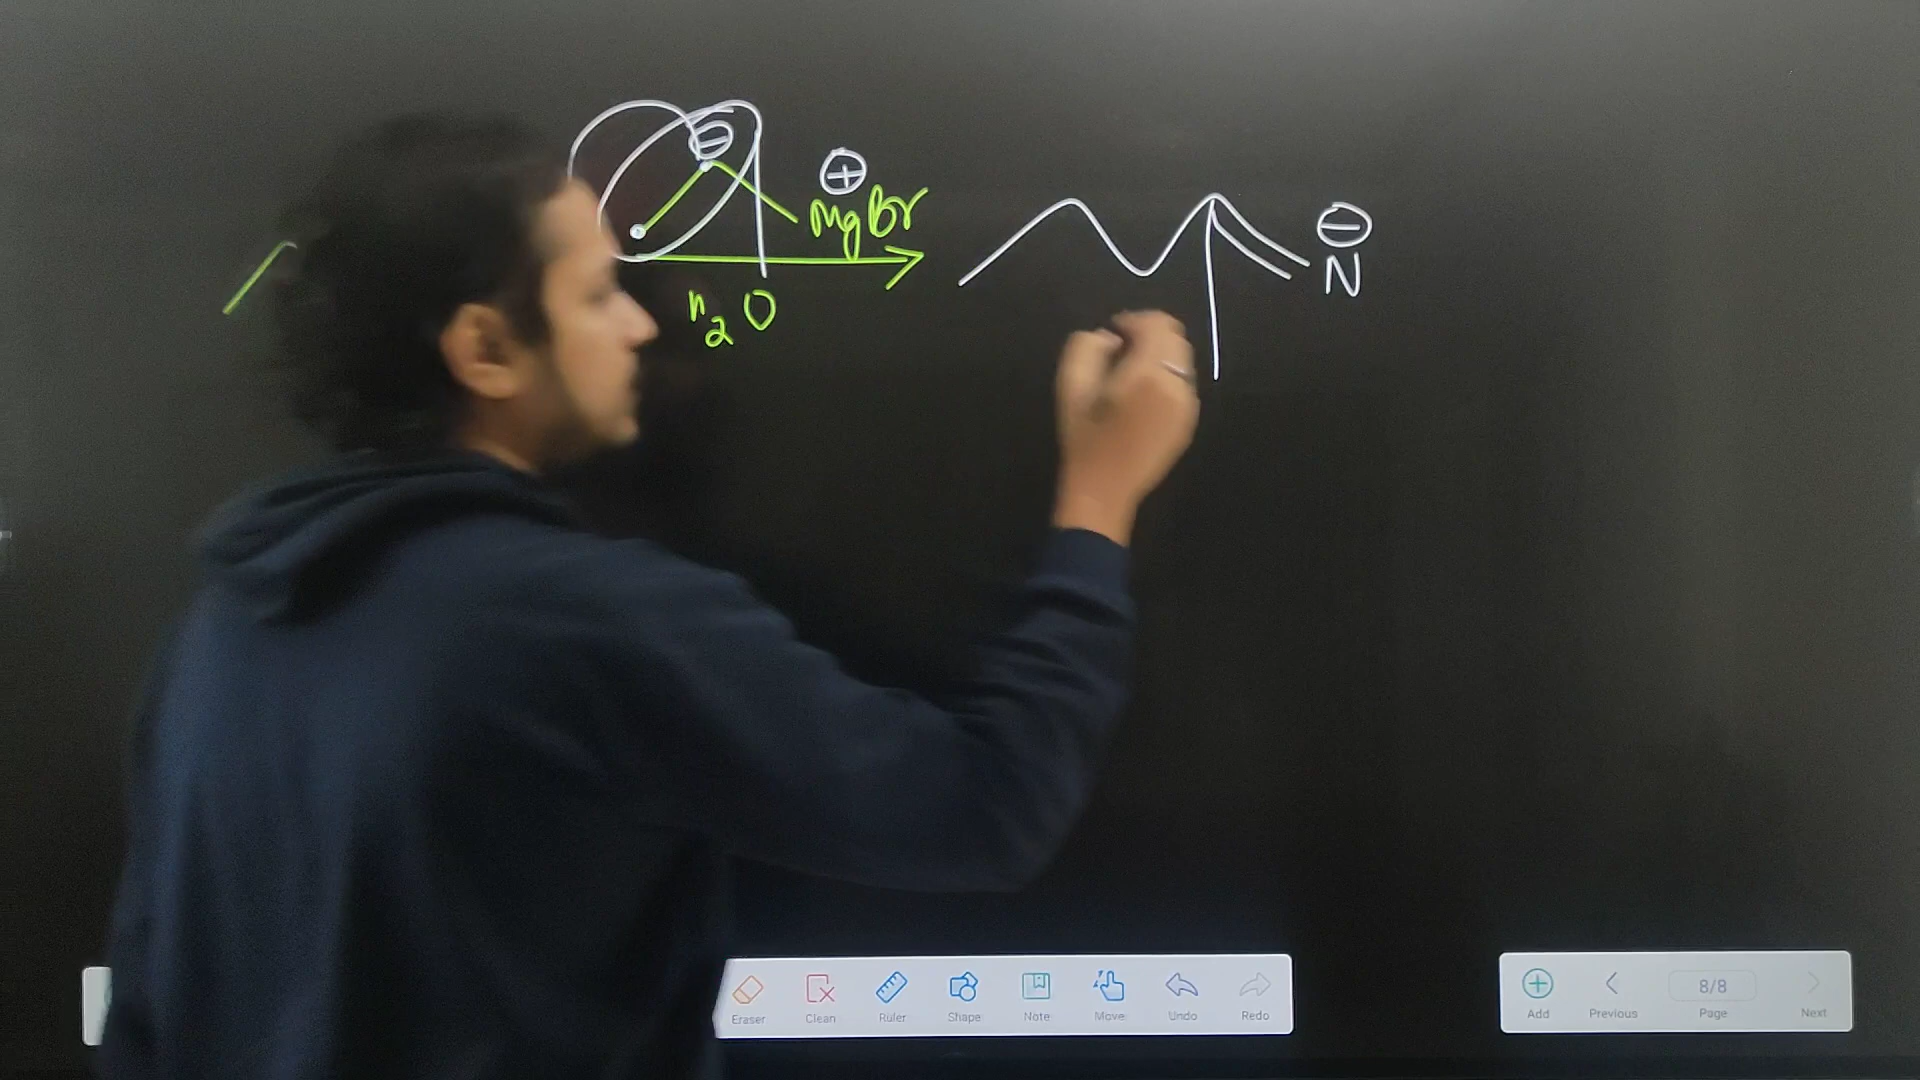 ⊖
⊕
MgBr
H₂O
⊖
N
Eraser
Clean
Ruler
Shape
Note
Move
Undo
Redo
Add
Previous
8/8
Page
Next